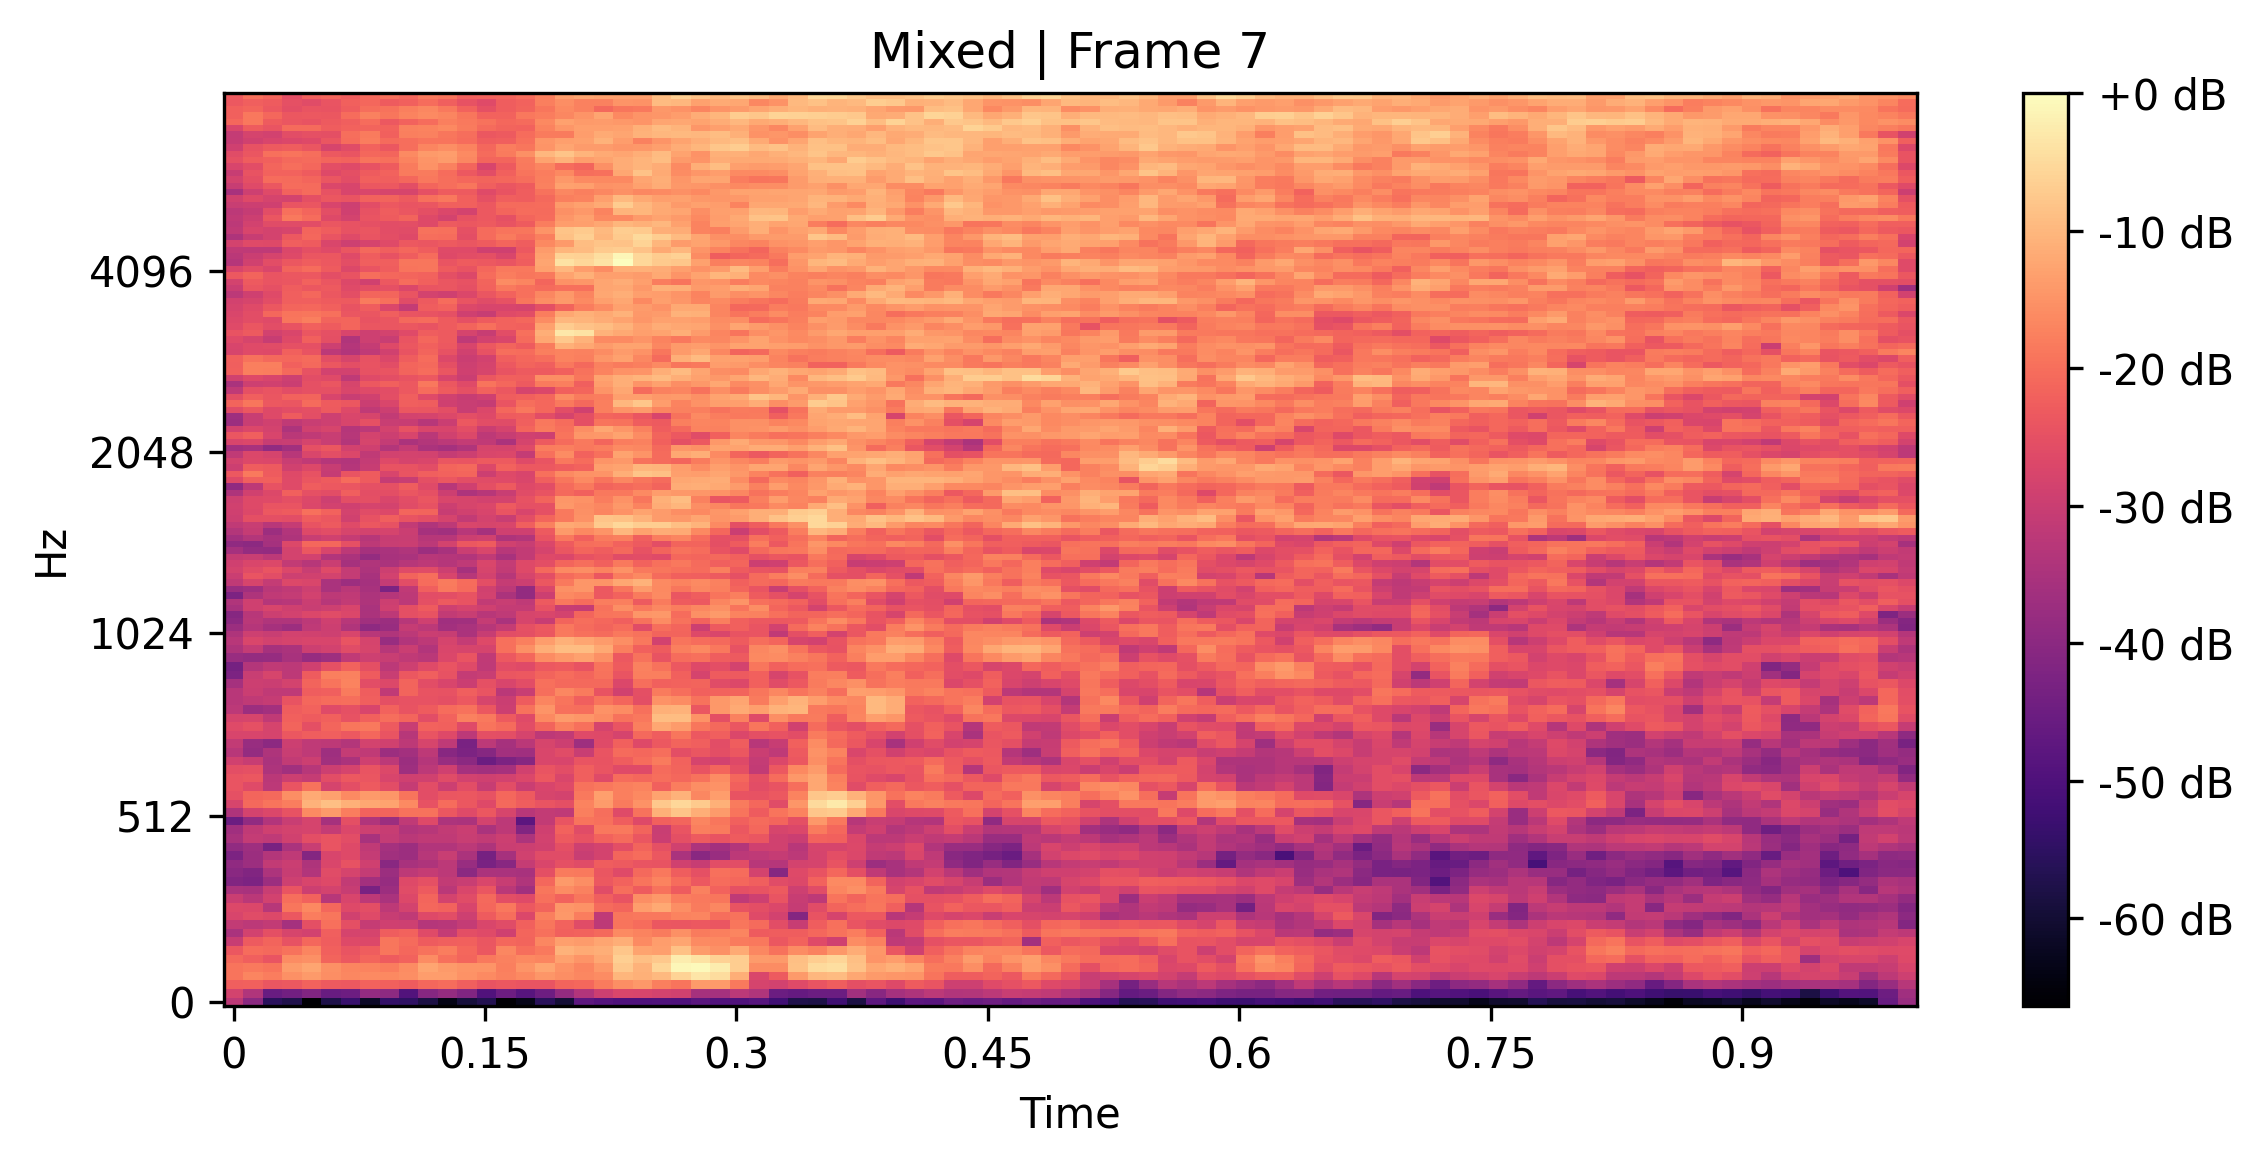 Mixed | Frame 7
+0 dB
-10 dB
-20 dB
-30 dB
-40 dB
-50 dB
-60 dB
4096
2048
1024
512
0
Hz
0 0.15 0.3 0.45 0.6 0.75 0.9
Time